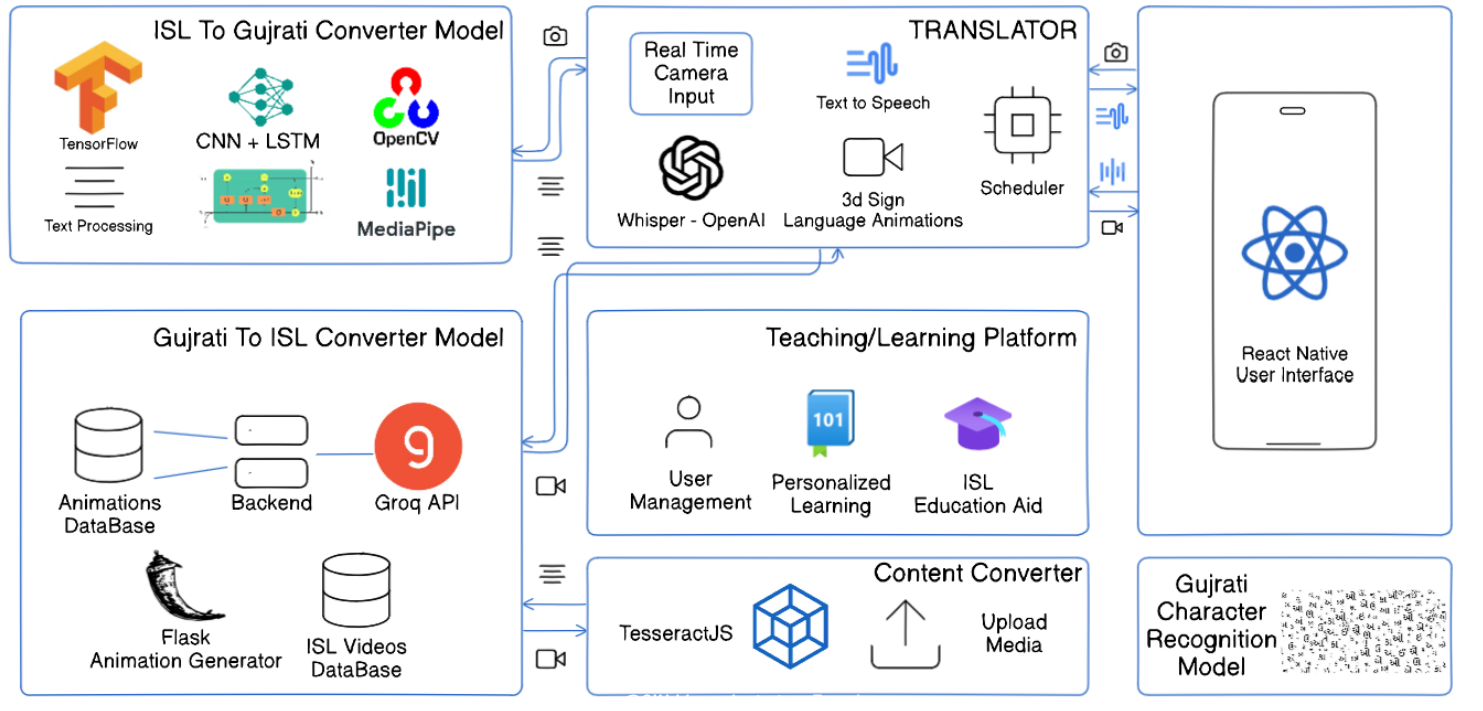 ISL To Gujrati Converter Model
TensorFlow
CNN + LSTM
OpenCV
Text Processing
MediaPipe
TRANSLATOR
Real Time
Camera
Input
Text to Speech
Scheduler
Whisper - OpenAI
3d Sign
Language Animations
React Native
User Interface
Gujrati To ISL Converter Model
Animations
DataBase
Backend
Groq API
Flask
Animation Generator
ISL Videos
DataBase
Teaching/Learning Platform
101
User
Management
Personalized
Learning
ISL
Education Aid
Content Converter
TesseractJS
Upload
Media
Gujrati
Character
Recognition
Model